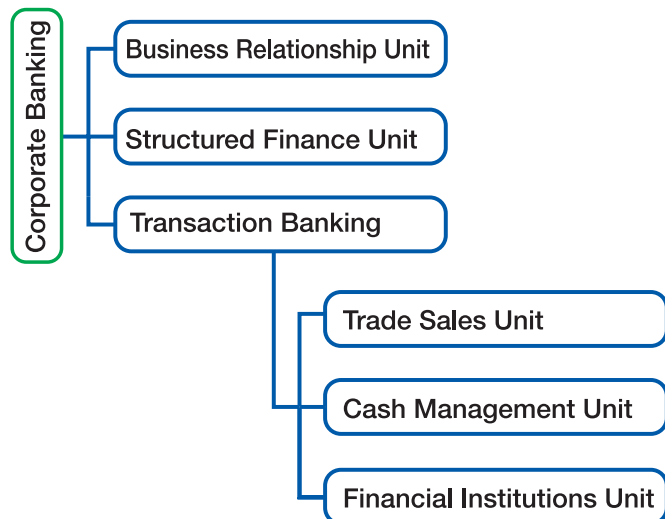 Corporate Banking
Business Relationship Unit
Structured Finance Unit
Transaction Banking
Trade Sales Unit
Cash Management Unit
Financial Institutions Unit